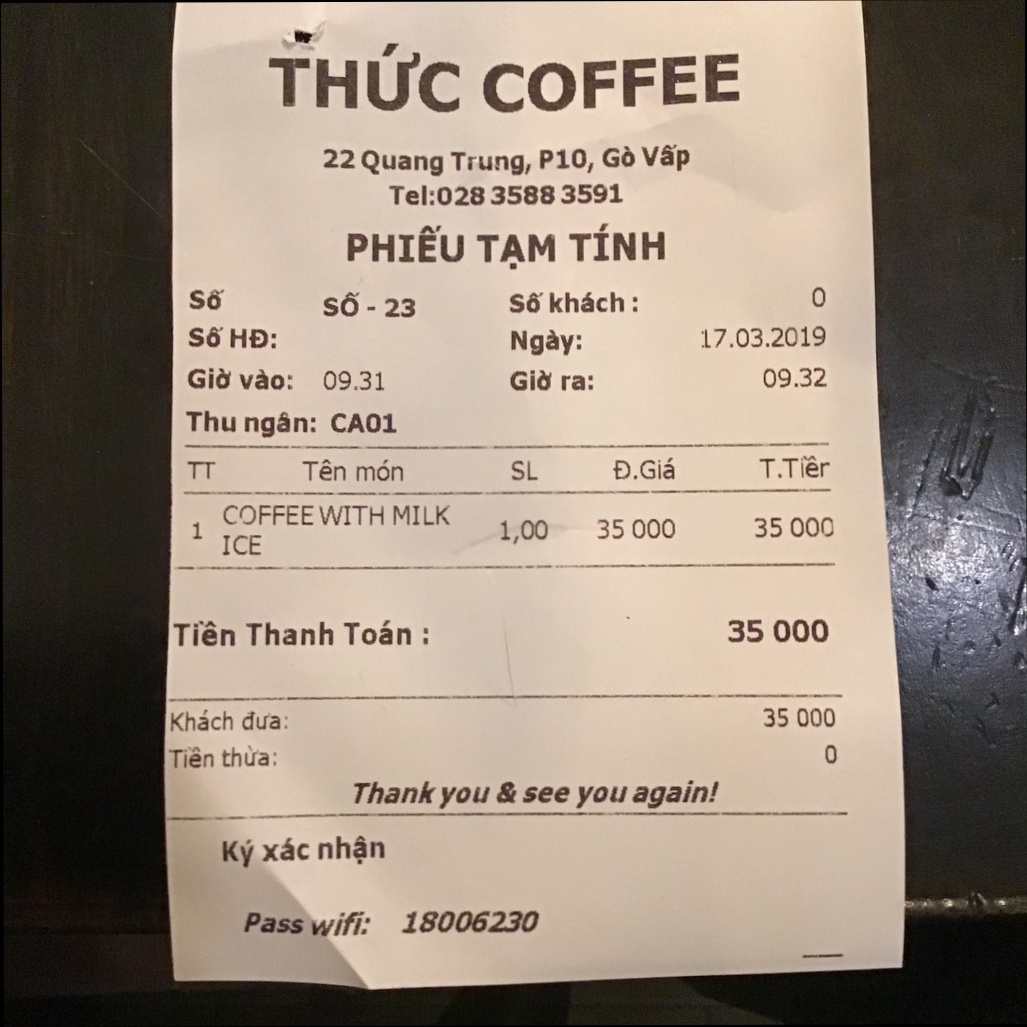 THỨC COFFEE
22 Quang Trung, P10, Gò Vấp
Tel:028 3588 3591
PHIẾU TẠM TÍNH
Số SỐ - 23 Số khách : 0
Số HĐ: Ngày: 17.03.2019
Giờ vào: 09.31 Giờ ra: 09.32
Thu ngân: CA01
TT Tên món SL Đ.Giá T.Tiền
1 COFFEE WITH MILK ICE 1,00 35 000 35 000
Tiền Thanh Toán : 35 000
Khách đưa: 35 000
Tiền thừa: 0
Thank you & see you again!
Ký xác nhận
Pass wifi: 18006230